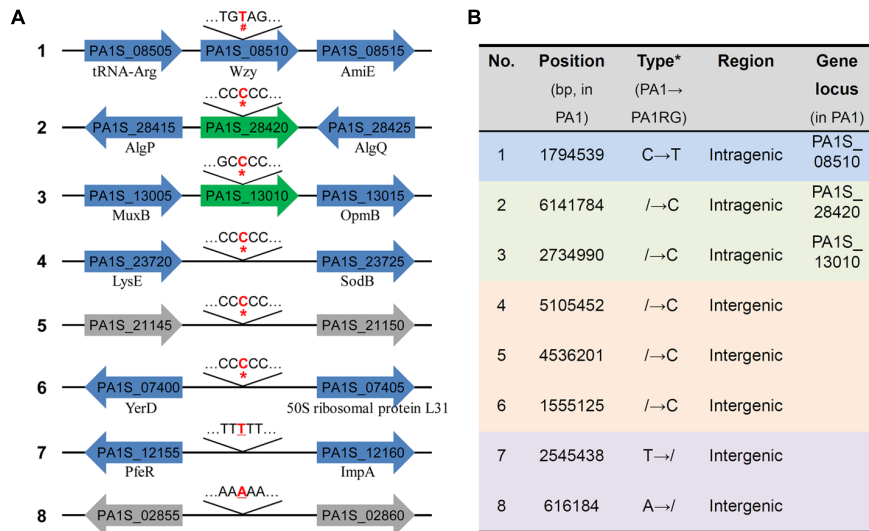 A
…TGTAG…
#
1
PA1S_08505
PA1S_08510
PA1S_08515
tRNA-Arg
Wzy
AmiE
…CCCCC…
*
2
PA1S_28415
PA1S_28420
PA1S_28425
AlgP
AlgQ
…GCCCC…
*
3
PA1S_13005
PA1S_13010
PA1S_13015
MuxB
OpmB
…CCCCC…
*
4
PA1S_23720
PA1S_23725
LysE
SodB
…CCCCC…
*
5
PA1S_21145
PA1S_21150
…CCCCC…
*
6
PA1S_07400
PA1S_07405
YerD
50S ribosomal protein L31
…TTTTT…
7
PA1S_12155
PA1S_12160
PfeR
ImpA
…AAAAA…
8
PA1S_02855
PA1S_02860
B
No. Position Type* Region Gene
(bp, in (PA1→ locus
PA1) PA1RG) (in PA1)
1 1794539 C→T Intragenic PA1S_
08510
2 6141784 /→C Intragenic PA1S_
28420
3 2734990 /→C Intragenic PA1S_
13010
4 5105452 /→C Intergenic
5 4536201 /→C Intergenic
6 1555125 /→C Intergenic
7 2545438 T→/ Intergenic
8 616184 A→/ Intergenic